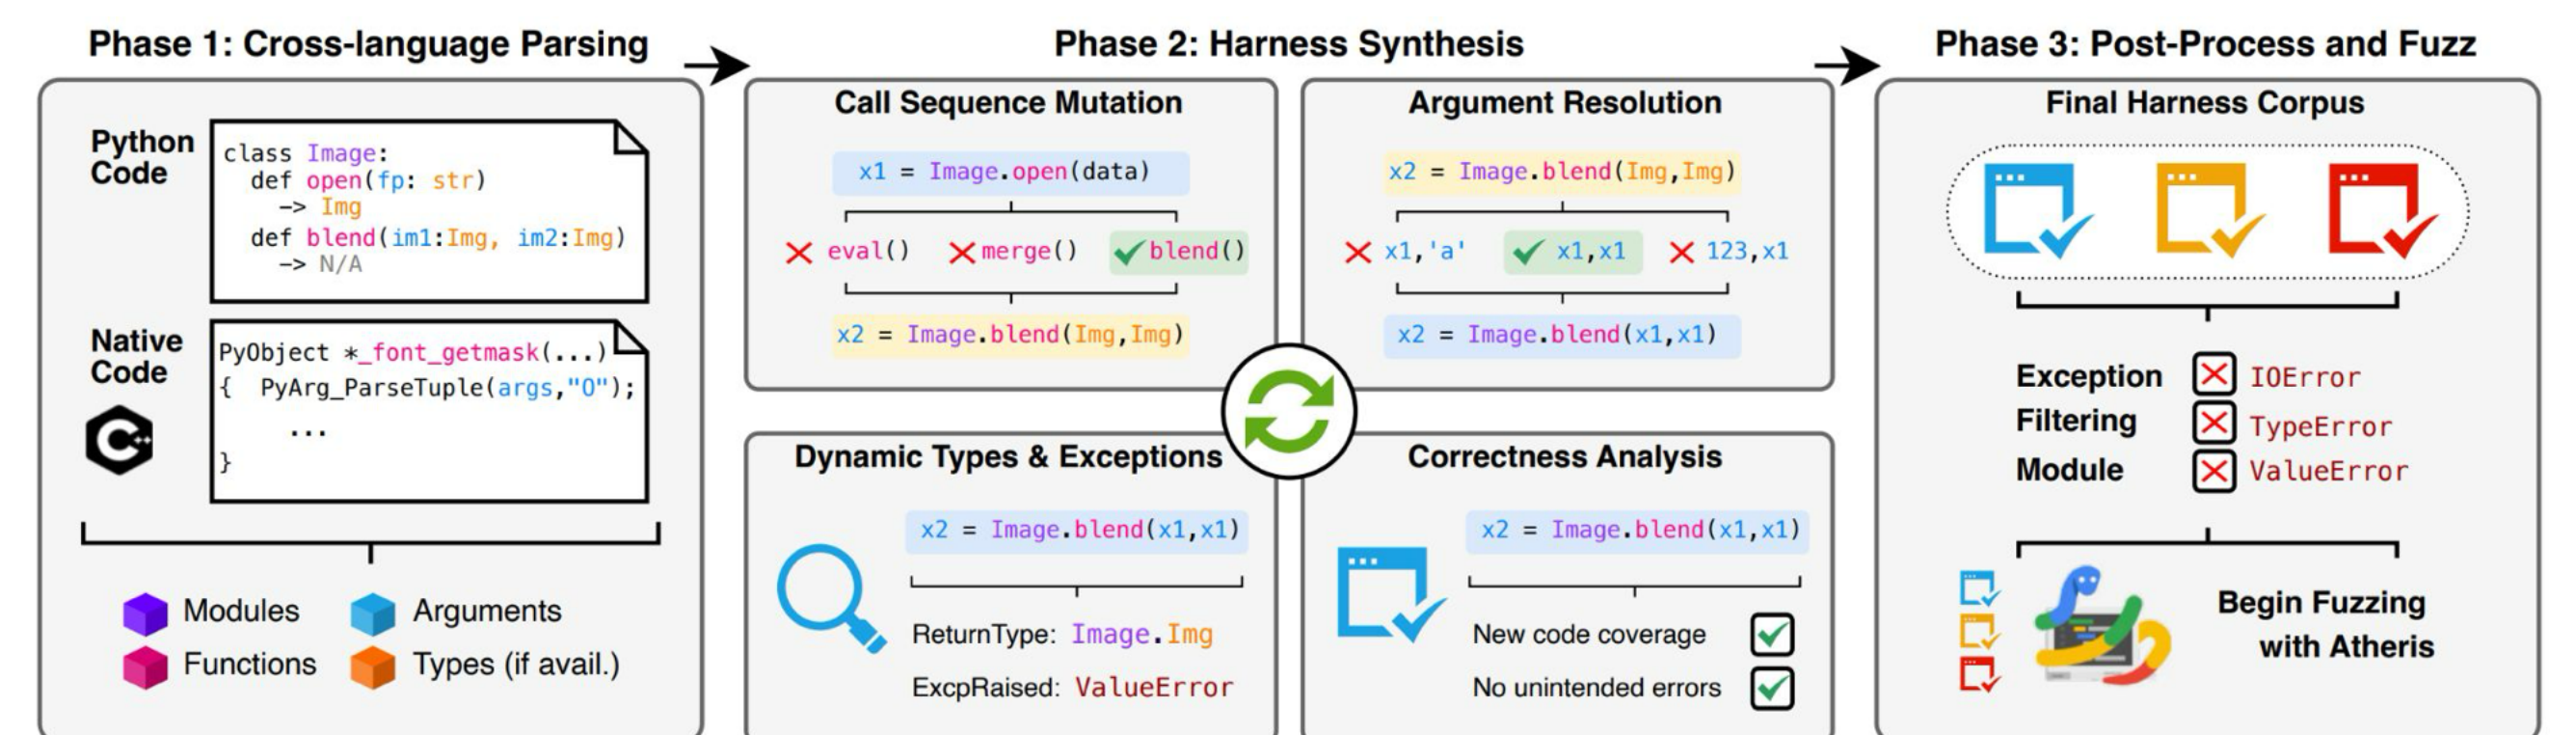 Phase 1: Cross-language Parsing
Python
Code
class Image:
def open(fp: str)
-> Img
def blend(im1:Img, im2:Img)
-> N/A
Native
Code
C++
PyObject *_font_getmask(...)
{  PyArg_ParseTuple(args,"O");
...
}
Modules
Arguments
Functions
Types (if avail.)
Phase 2: Harness Synthesis
Call Sequence Mutation
x1 = Image.open(data)
eval() merge() blend()
x2 = Image.blend(Img,Img)
Argument Resolution
x2 = Image.blend(Img,Img)
x1,'a' x1,x1 123,x1
x2 = Image.blend(x1,x1)
Dynamic Types & Exceptions
x2 = Image.blend(x1,x1)
ReturnType: Image.Img
ExcpRaised: ValueError
Correctness Analysis
x2 = Image.blend(x1,x1)
New code coverage
No unintended errors
Phase 3: Post-Process and Fuzz
Final Harness Corpus
Exception
Filtering
Module
IOError
TypeError
ValueError
Begin Fuzzing
with Atheris